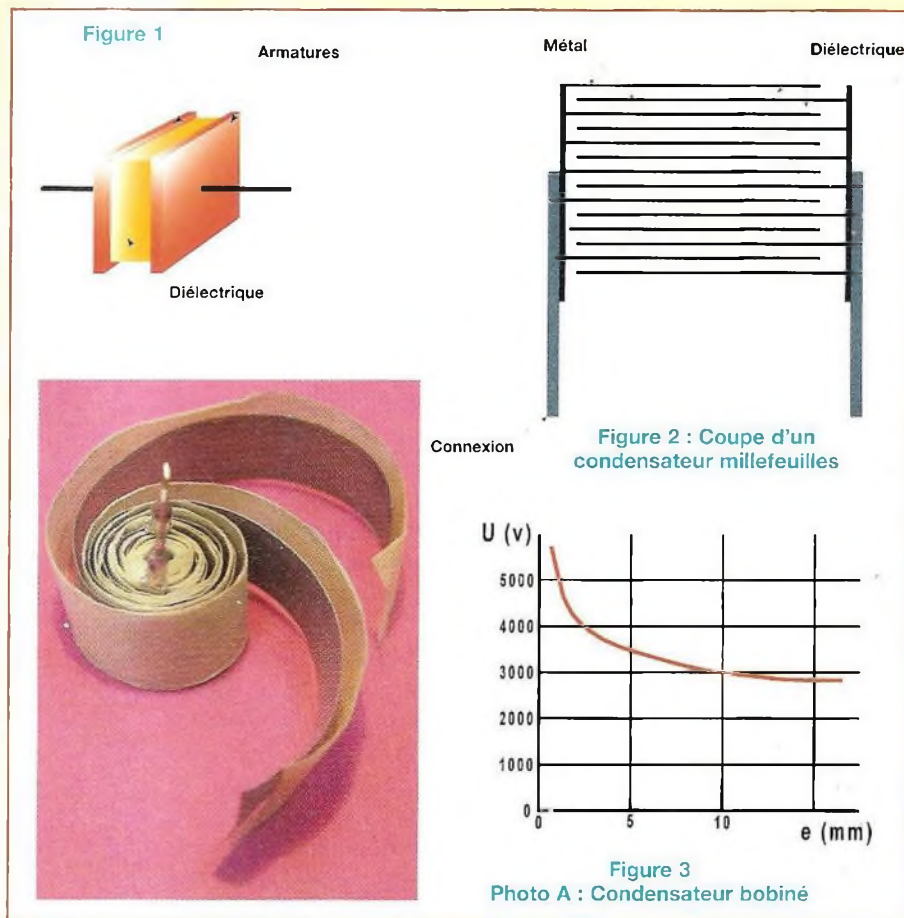 Figure 1
Armatures
Diélectrique
Métal
Diélectrique
Connexion
Figure 2 : Coupe d'un
condensateur millefeuilles
U (v)
5000
4000
3000
2000
1000
0
0
5
10
e (mm)
Figure 3
Photo A : Condensateur bobiné